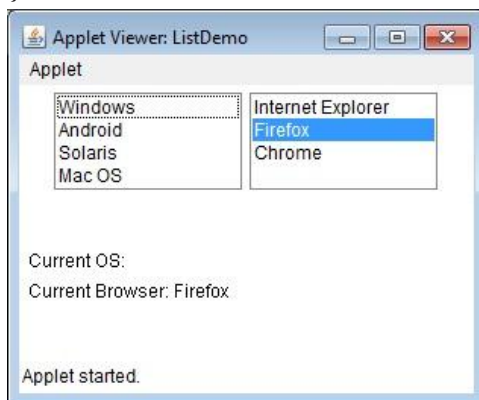 Applet Viewer: ListDemo
Applet
Windows
Android
Solaris
Mac OS
Internet Explorer
Firefox
Chrome
Current OS:
Current Browser: Firefox
Applet started.